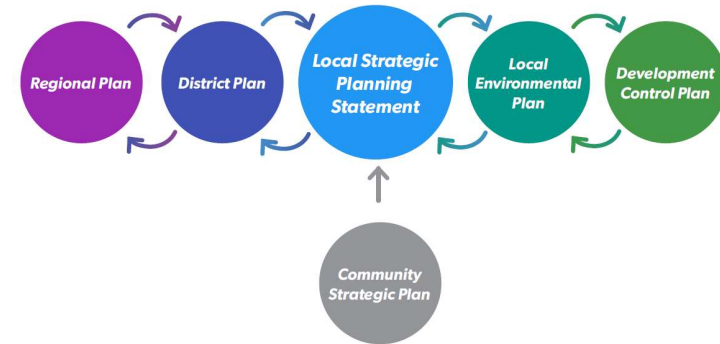 Regional Plan
District Plan
Local Strategic
Planning
Statement
Local
Environmental
Plan
Development
Control Plan
Community
Strategic Plan